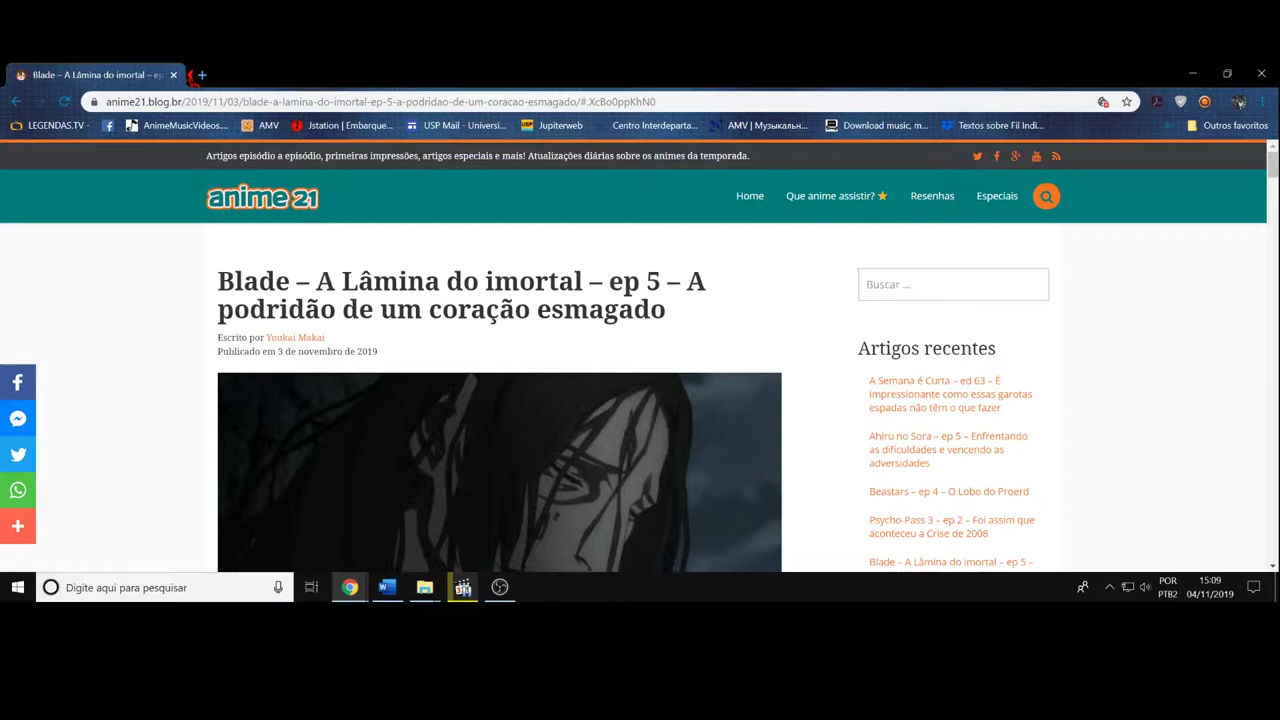 Blade – A Lâmina do imortal – ep
anime21.blog.br/2019/11/03/blade-a-lamina-do-imortal-ep-5-a-podridao-de-um-coracao-esmagado/#.XcBo0ppKhN0
LEGENDAS.TV - AnimeMusicVideos.... AMV Jstation | Embarque... USP Mail - Universi... Jupiterweb Centro Interdeparta... AMV | Музыкальн... Download music, m... Textos sobre Fil Indi... Outros favoritos
Artigos episódio a episódio, primeiras impressões, artigos especiais e mais! Atualizações diárias sobre os animes da temporada.
anime 21
Home Que anime assistir? Resenhas Especiais
Blade – A Lâmina do imortal – ep 5 – A
podridão de um coração esmagado
Escrito por Youkai Makai
Publicado em 3 de novembro de 2019
Buscar ...
Artigos recentes
A Semana é Curta – ed 63 – É
impressionante como essas garotas
espadas não têm o que fazer
Ahiru no Sora – ep 5 – Enfrentando
as dificuldades e vencendo as
adversidades
Beastars – ep 4 – O Lobo do Proerd
Psycho-Pass 3 – ep 2 – Foi assim que
aconteceu a Crise de 2008
Blade – A Lâmina do imortal – ep 5 –
Digite aqui para pesquisar
POR
PTB2
15:09
04/11/2019